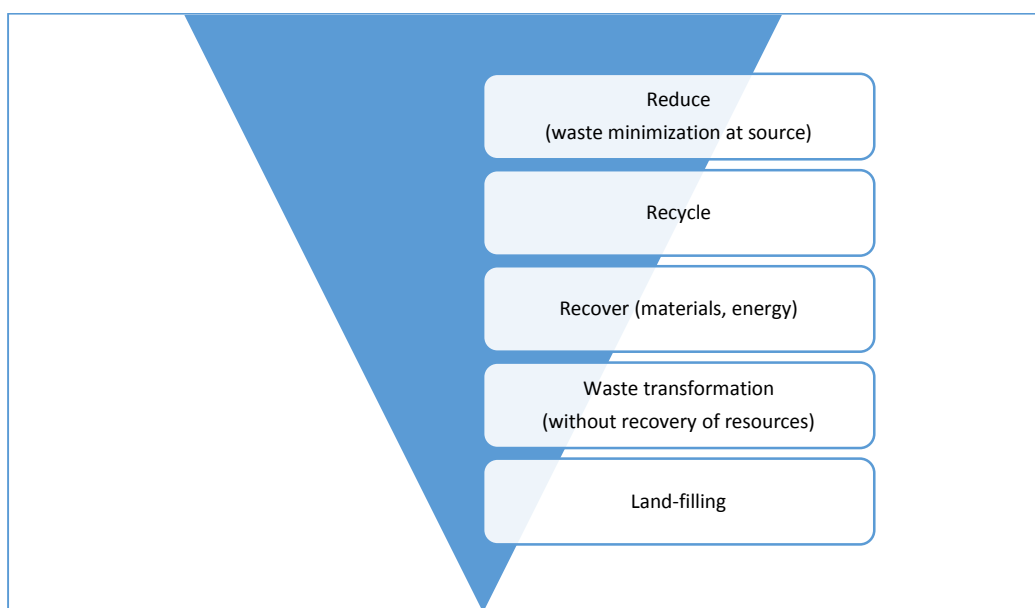 Reduce
(waste minimization at source)
Recycle
Recover (materials, energy)
Waste transformation
(without recovery of resources)
Land-filling